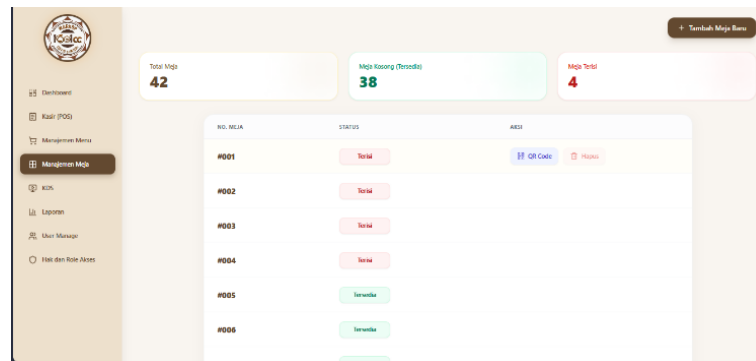 + Tambah Meja Baru
Total Meja
42
Meja Kosong (Tersedia)
38
Meja Terisi
4
Dashboard
Kasir (POS)
Manajemen Menu
Manajemen Meja
KDS
Laporan
User Manage
Hak dan Role Akses
NO. MEJA STATUS AKSI
#001 Terisi QR Code Hapus
#002 Terisi
#003 Terisi
#004 Terisi
#005 Tersedia
#006 Tersedia